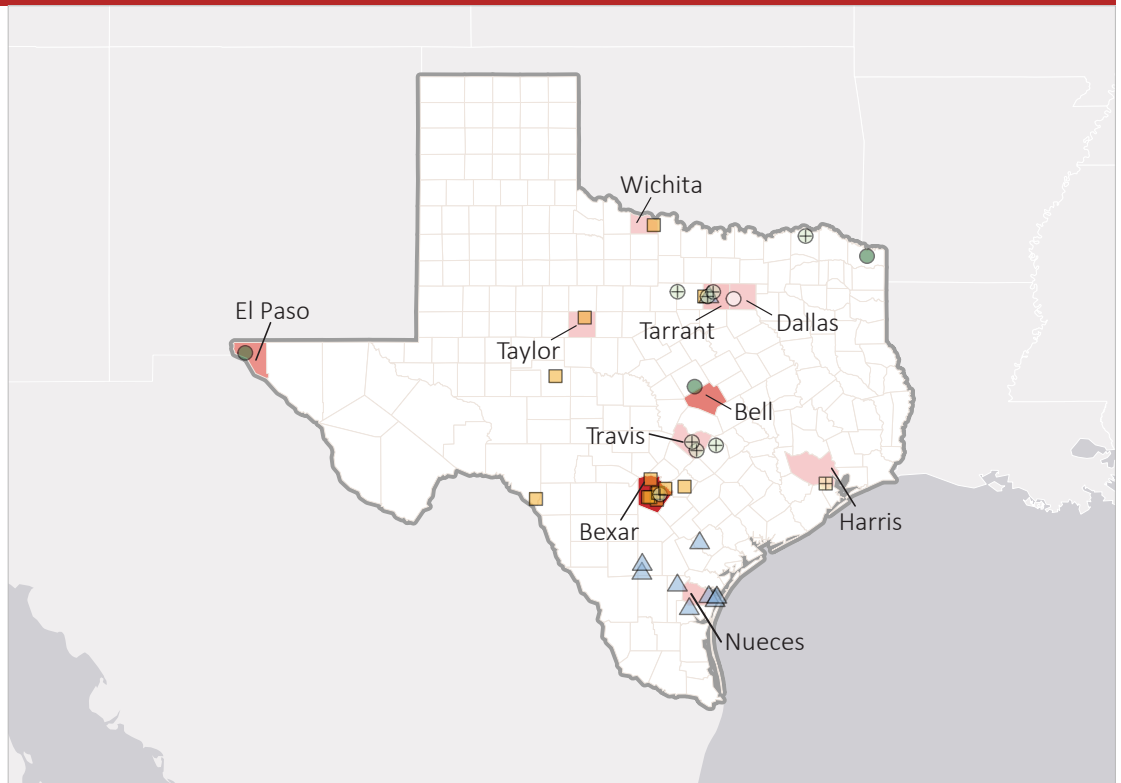 Wichita
El Paso
Dallas
Tarrant
Taylor
Bell
Travis
Harris
Bexar
Nueces